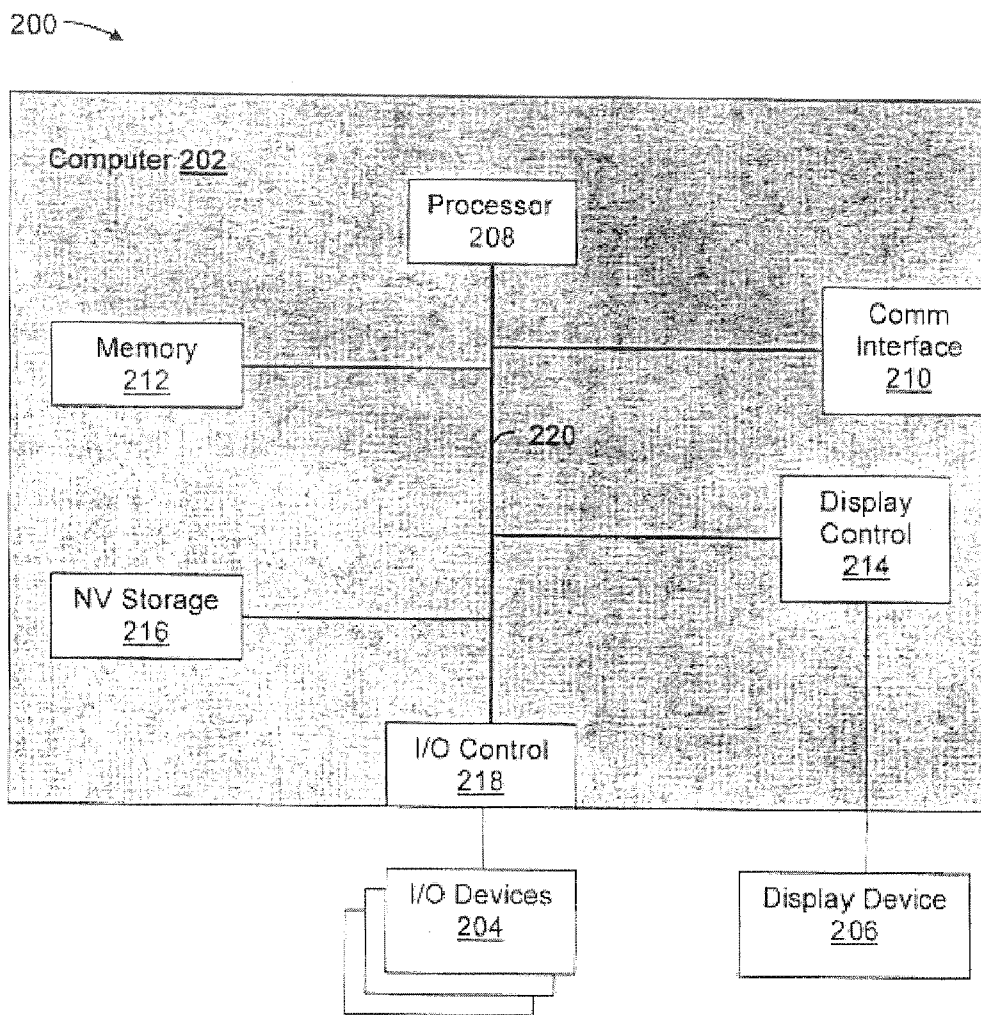 200
Computer 202
Processor
208
Comm
Interface
210
Memory
212
220
Display
Control
214
NV Storage
216
I/O Control
218
I/O Devices
204
Display Device
206